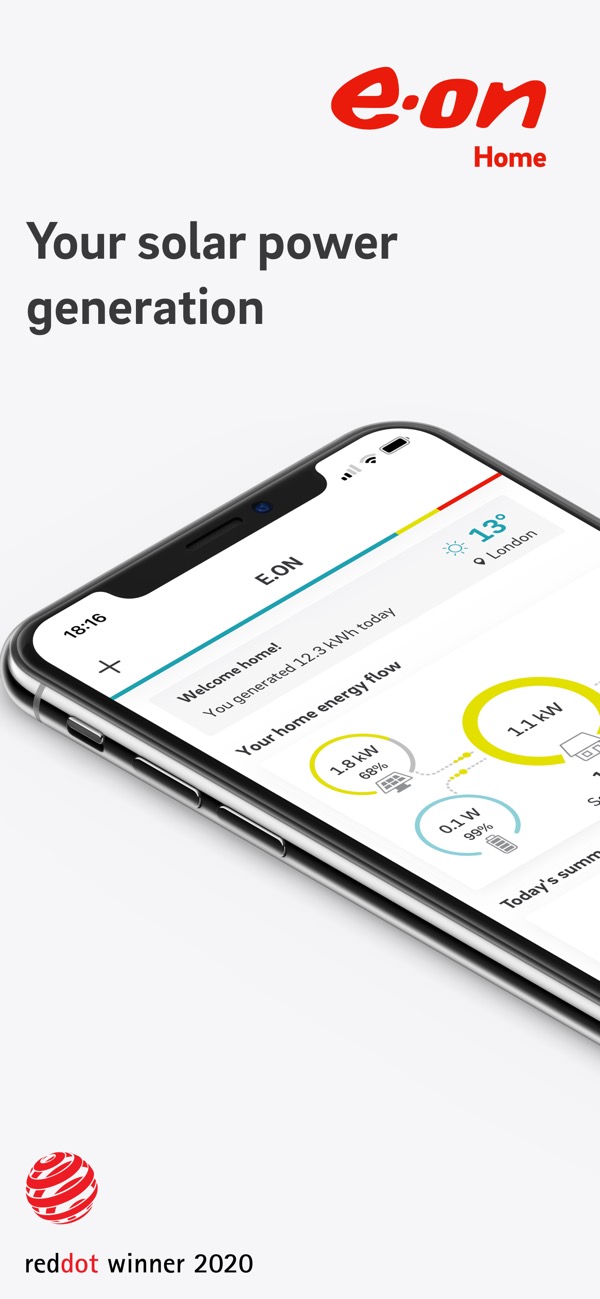 e·on
Home
Your solar power
generation
18:16
E.ON
13°
London
Welcome home!
You generated 12.3 kWh today
Your home energy flow
1.8 kW
68%
1.1 kW
0.1 W
99%
Today's summ
reddot winner 2020